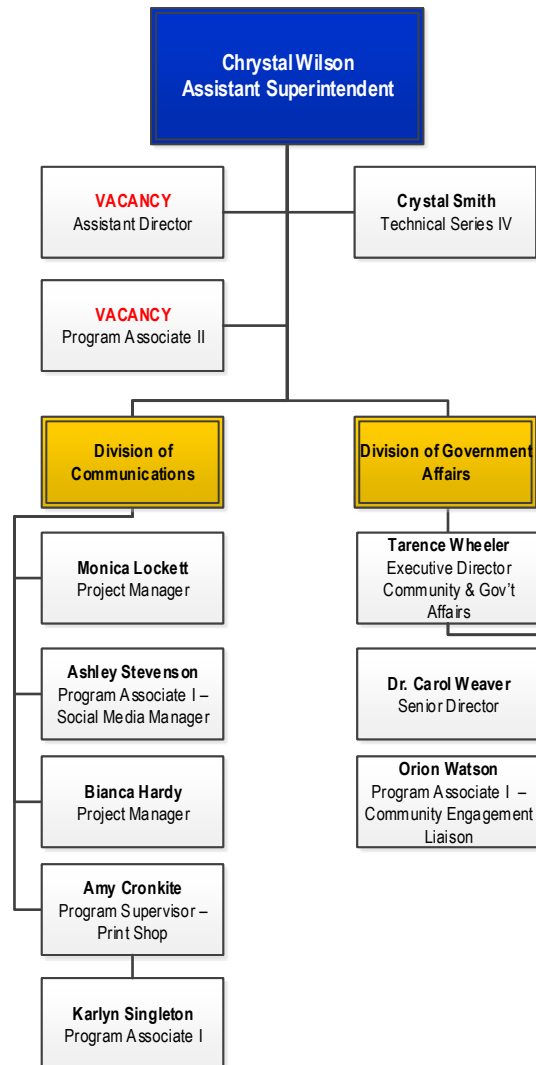 Chrystal Wilson
Assistant Superintendent
VACANCY
Assistant Director
Crystal Smith
Technical Series IV
VACANCY
Program Associate II
Division of
Communications
Division of Government
Affairs
Monica Lockett
Project Manager
Tarence Wheeler
Executive Director
Community & Gov't
Affairs
Ashley Stevenson
Program Associate I –
Social Media Manager
Dr. Carol Weaver
Senior Director
Bianca Hardy
Project Manager
Orion Watson
Program Associate I –
Community Engagement
Liaison
Amy Cronkite
Program Supervisor –
Print Shop
Karlyn Singleton
Program Associate I